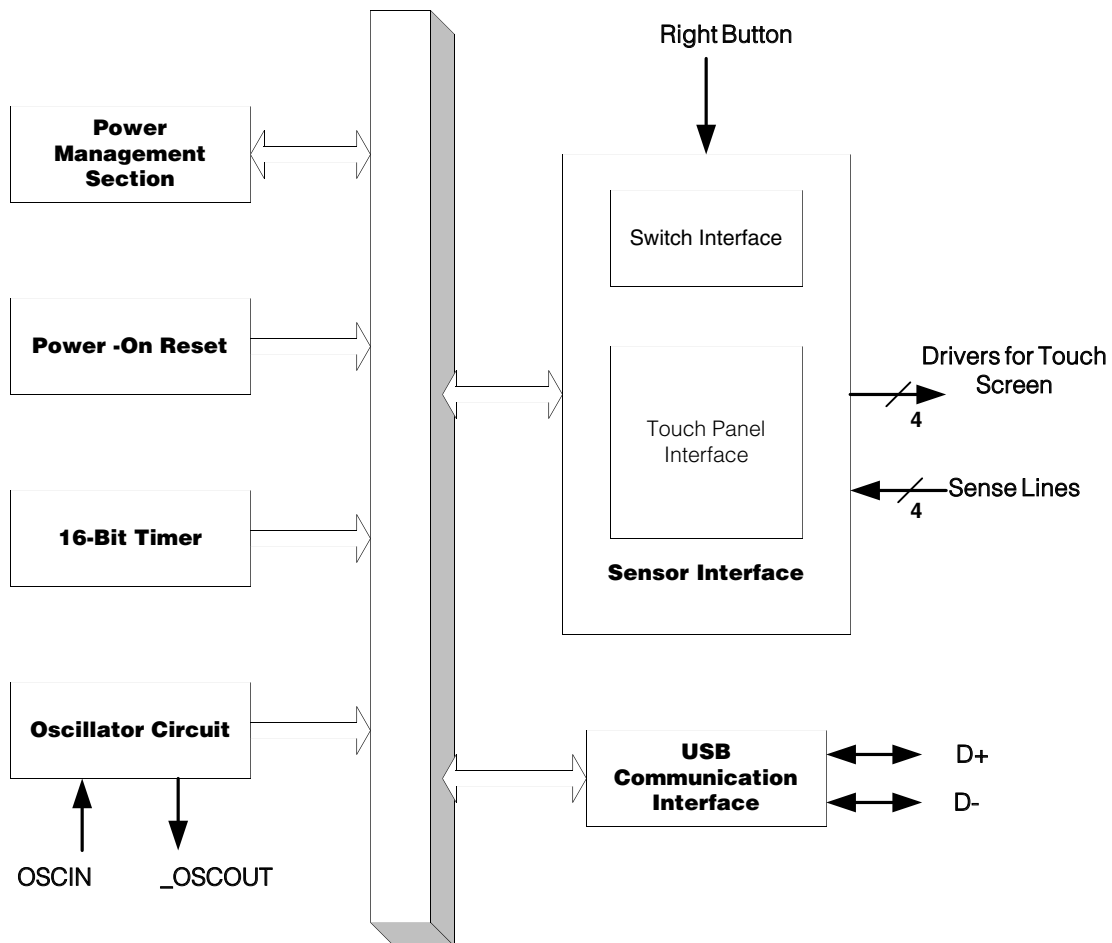 Right Button
Power
Management
Section
Switch Interface
Power -On Reset
Drivers for Touch
Screen
4
Touch Panel
Interface
Sense Lines
4
16-Bit Timer
Sensor Interface
Oscillator Circuit
USB
Communication
Interface
D+
D-
OSCIN
_OSCOUT